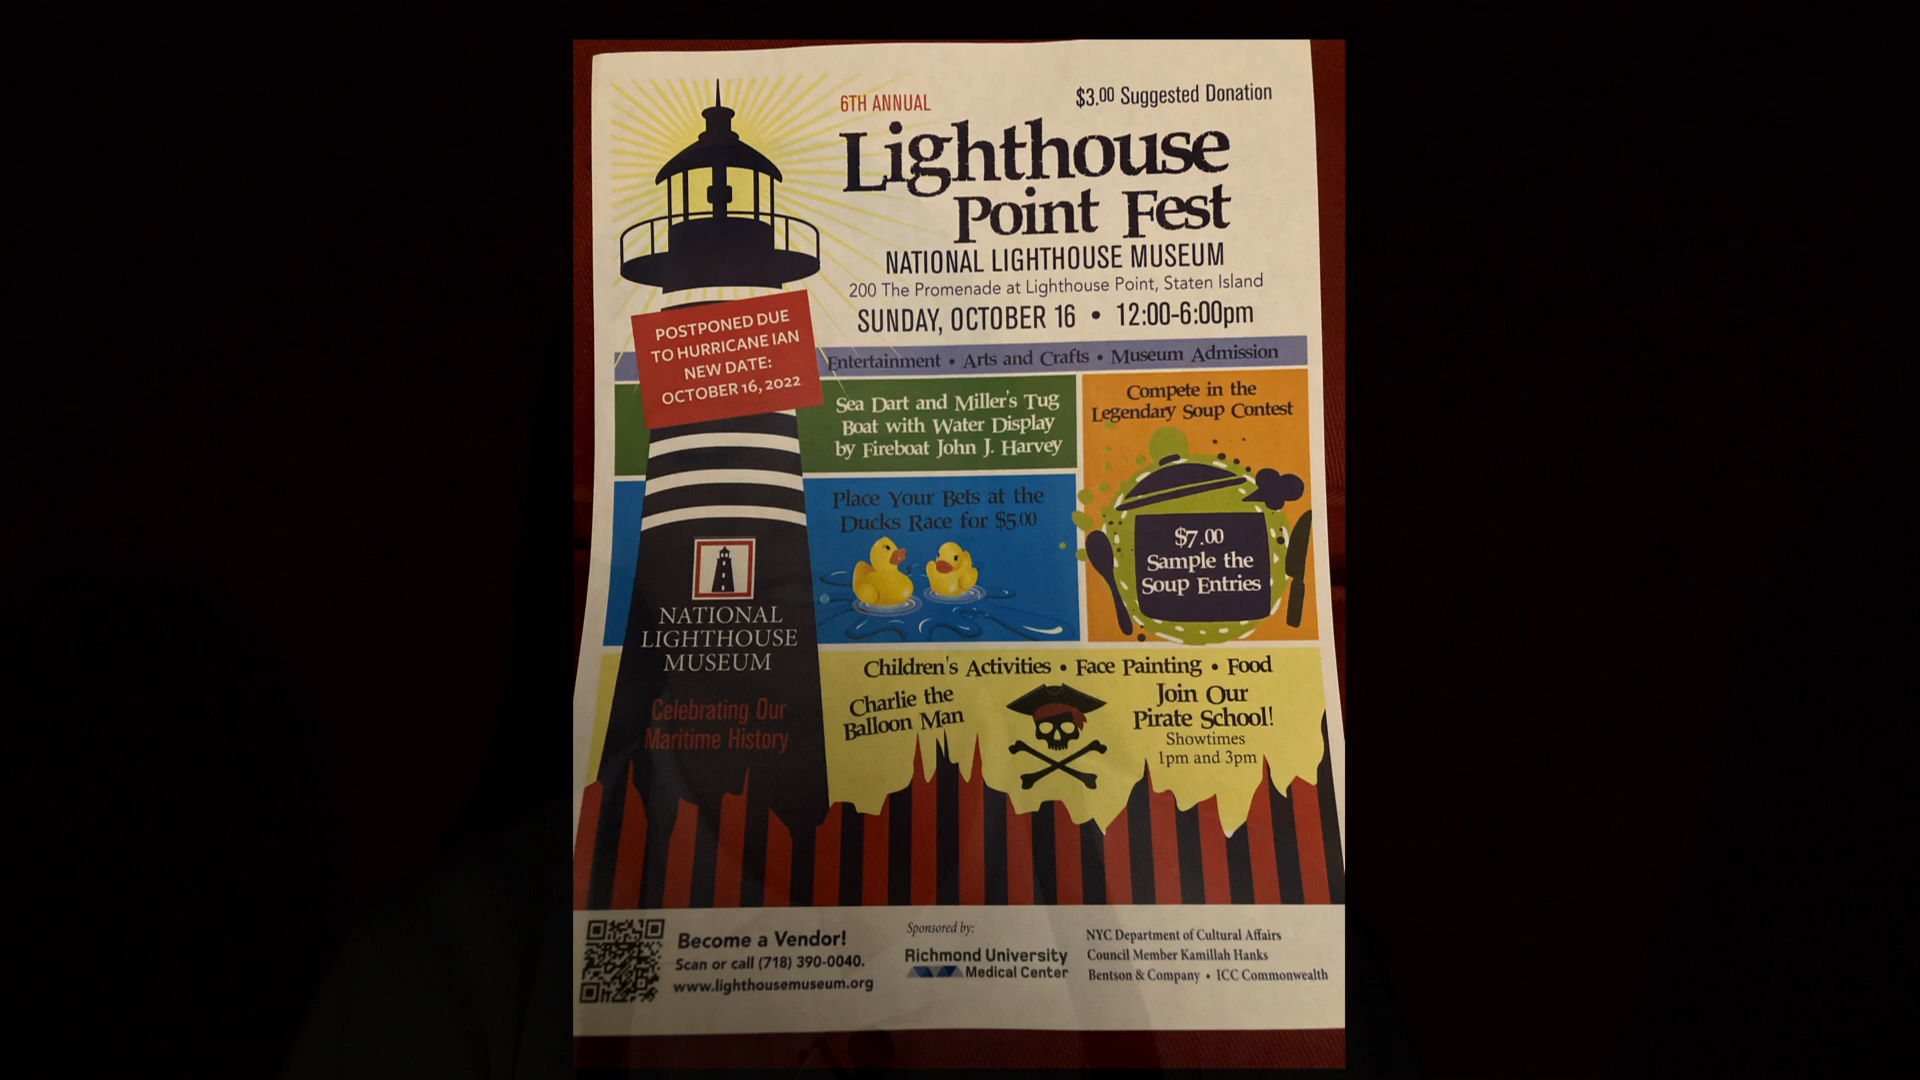 6TH ANNUAL
$3.00 Suggested Donation
Lighthouse
Point Fest
NATIONAL LIGHTHOUSE MUSEUM
200 The Promenade at Lighthouse Point, Staten Island
SUNDAY, OCTOBER 16 • 12:00-6:00pm
POSTPONED DUE
TO HURRICANE IAN
NEW DATE:
OCTOBER 16, 2022
Entertainment • Arts and Crafts • Museum Admission
Sea Dart and Miller's Tug
Boat with Water Display
by Fireboat John J. Harvey
Compete in the
Legendary Soup Contest
Place Your Bets at the
Ducks Race for $5.00
$7.00
Sample the
Soup Entries
NATIONAL
LIGHTHOUSE
MUSEUM
Celebrating Our
Maritime History
Children's Activities • Face Painting • Food
Charlie the
Balloon Man
Join Our
Pirate School!
Showtimes
1pm and 3pm
Become a Vendor!
Scan or call (718) 390-0040.
www.lighthousemuseum.org
Sponsored by:
Richmond University
Medical Center
NYC Department of Cultural Affairs
Council Member Kamillah Hanks
Bentson & Company • ICC Commonwealth